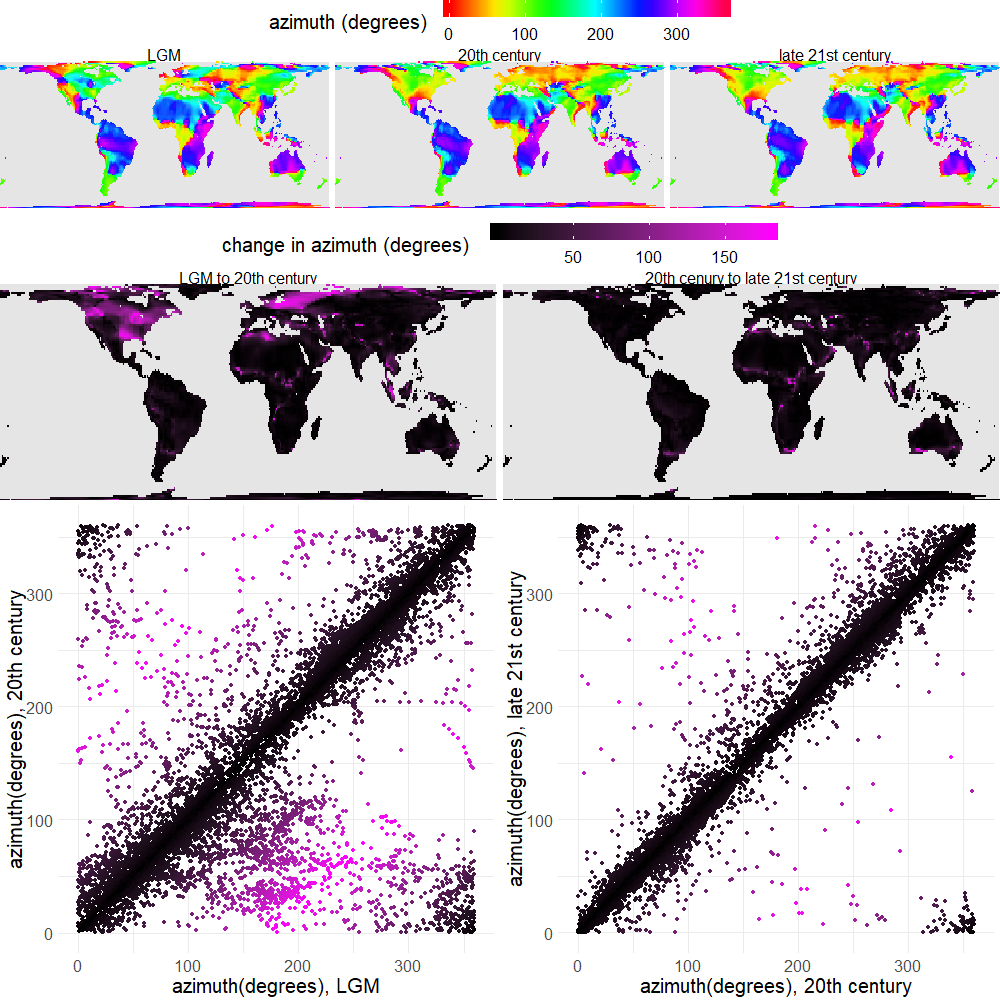 azimuth (degrees)
0 100 200 300
LGM 20th century late 21st century
change in azimuth (degrees)
50 100 150
LGM to 20th century 20th cenury to late 21st century
azimuth(degrees), 20th century
300
200
100
0
0 100 200 300
azimuth(degrees), LGM
azimuth(degrees), late 21st century
300
200
100
0
0 100 200 300
azimuth(degrees), 20th century